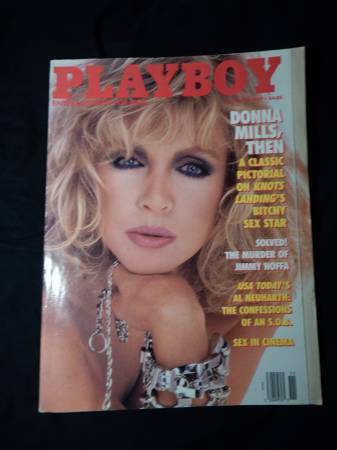 PLAYBOY
DONNA
MILLS,
THEN
A CLASSIC
PICTORIAL
ON KNOTS
LANDING'S
BITCHY
SEX STAR
SOLVED!
THE MURDER OF
JIMMY HOFFA
USA TODAY'S
AL NEUHARTH:
THE CONFESSIONS
OF AN S.O.B.
SEX IN CINEMA